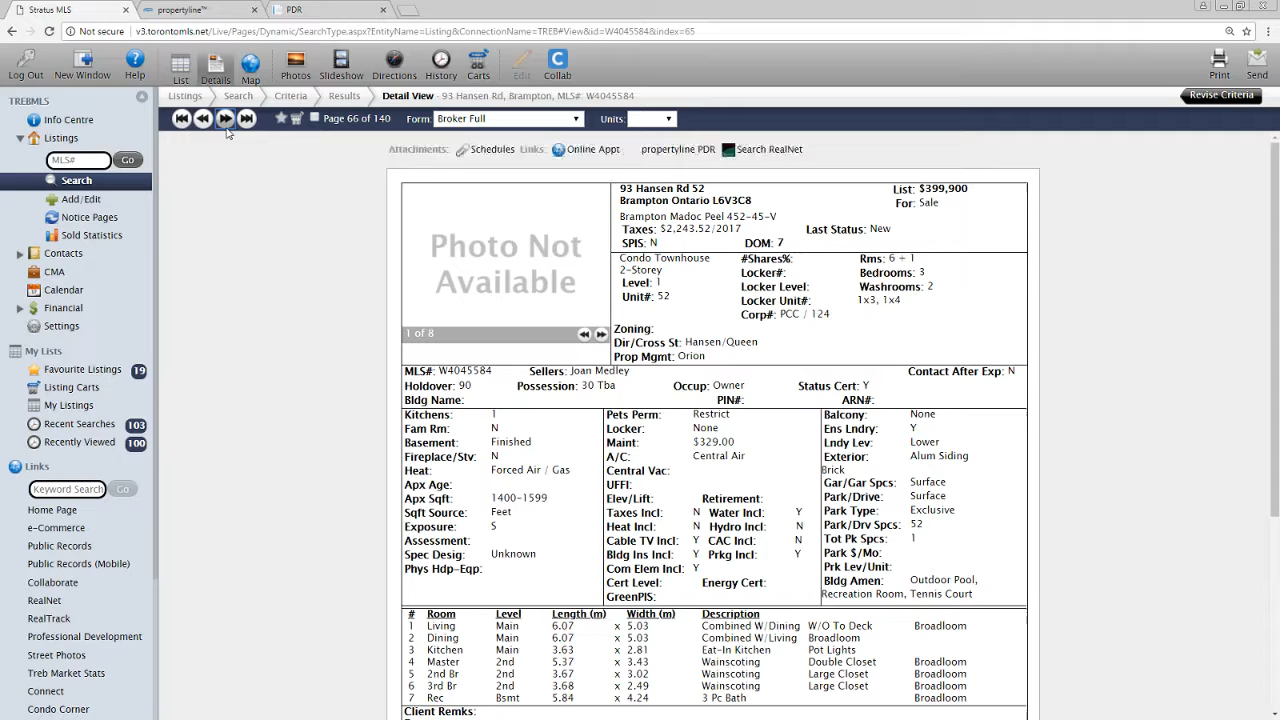 Stratus MLS
propertyline™
PDR
Not secure
v3.torontomls.net/Live/Pages/Dynamic/SearchType.aspx?EntityName=Listing&ConnectionName=TREB#View&id=W4045584&index=65
Log Out
New Window
Help
List
Details
Map
Photos
Slideshow
Directions
History
Carts
Edit
Collab
Print
Send
TREBMLS
Listings
Search
Criteria
Results
Detail View - 93 Hansen Rd, Brampton, MLS#: W4045584
Revise Criteria
Page 66 of 140
Form: Broker Full
Units:
Info Centre
Listings
MLS#
Go
Search
Add/Edit
Notice Pages
Sold Statistics
Contacts
CMA
Calendar
Financial
Settings
My Lists
Favourite Listings 19
Listing Carts
My Listings
Recent Searches 103
Recently Viewed 100
Links
Keyword Search
Go
Home Page
e-Commerce
Public Records
Public Records (Mobile)
Collaborate
RealNet
RealTrack
Professional Development
Street Photos
Treb Market Stats
Connect
Condo Corner
Attachments: Schedules Links: Online Appt propertyline PDR Search RealNet
Photo Not
Available
1 of 8
93 Hansen Rd 52 List: $399,900
Brampton Ontario L6V3C8 For: Sale
Brampton Madoc Peel 452-45-V
Taxes: $2,243.52/2017 Last Status: New
SPIS: N DOM: 7
Condo Townhouse #Shares%: Rms: 6 + 1
2-Storey Locker#: Bedrooms: 3
Level: 1 Locker Level: Washrooms: 2
Unit#: 52 Locker Unit#: 1x3, 1x4
Corp#: PCC / 124
Zoning:
Dir/Cross St: Hansen/Queen
Prop Mgmt: Orion
MLS#: W4045584 Sellers: Joan Medley Contact After Exp: N
Holdover: 90 Possession: 30 Tba Occup: Owner Status Cert: Y
Bldg Name: PIN#: ARN#:
Kitchens: 1 Pets Perm: Restrict Balcony: None
Fam Rm: N Locker: None Ens Lndry: Y
Basement: Finished Maint: $329.00 Lndy Lev: Lower
Fireplace/Stv: N A/C: Central Air Exterior: Alum Siding
Heat: Forced Air / Gas Central Vac: Brick
Apx Age: UFFI: Gar/Gar Spcs: Surface
Apx Sqft: 1400-1599 Elev/Lift: Retirement: Park/Drive: Surface
Sqft Source: Feet Taxes Incl: N Water Incl: Y Park Type: Exclusive
Exposure: S Heat Incl: N Hydro Incl: N Park/Drv Spcs: 52
Assessment: Cable TV Incl: Y CAC Incl: N Tot Pk Spcs: 1
Spec Desig: Unknown Bldg Ins Incl: Y Prkg Incl: Y Park $/Mo:
Phys Hdp-Eqp: Com Elem Incl: Y Prk Lev/Unit:
Cert Level: Energy Cert: Bldg Amen: Outdoor Pool,
GreenPIS: Recreation Room, Tennis Court
# Room Level Length (m) Width (m) Description
1 Living Main 6.07 x 5.03 Combined W/Dining W/O To Deck Broadloom
2 Dining Main 6.07 x 5.03 Combined W/Living Broadloom
3 Kitchen Main 3.63 x 2.81 Eat-In Kitchen Pot Lights
4 Master 2nd 5.37 x 3.43 Wainscoting Double Closet Broadloom
5 2nd Br 2nd 3.67 x 3.02 Wainscoting Large Closet Broadloom
6 3rd Br 2nd 3.68 x 2.49 Wainscoting Large Closet Broadloom
7 Rec Bsmt 5.84 x 4.24 3 Pc Bath Broadloom
Client Remks: